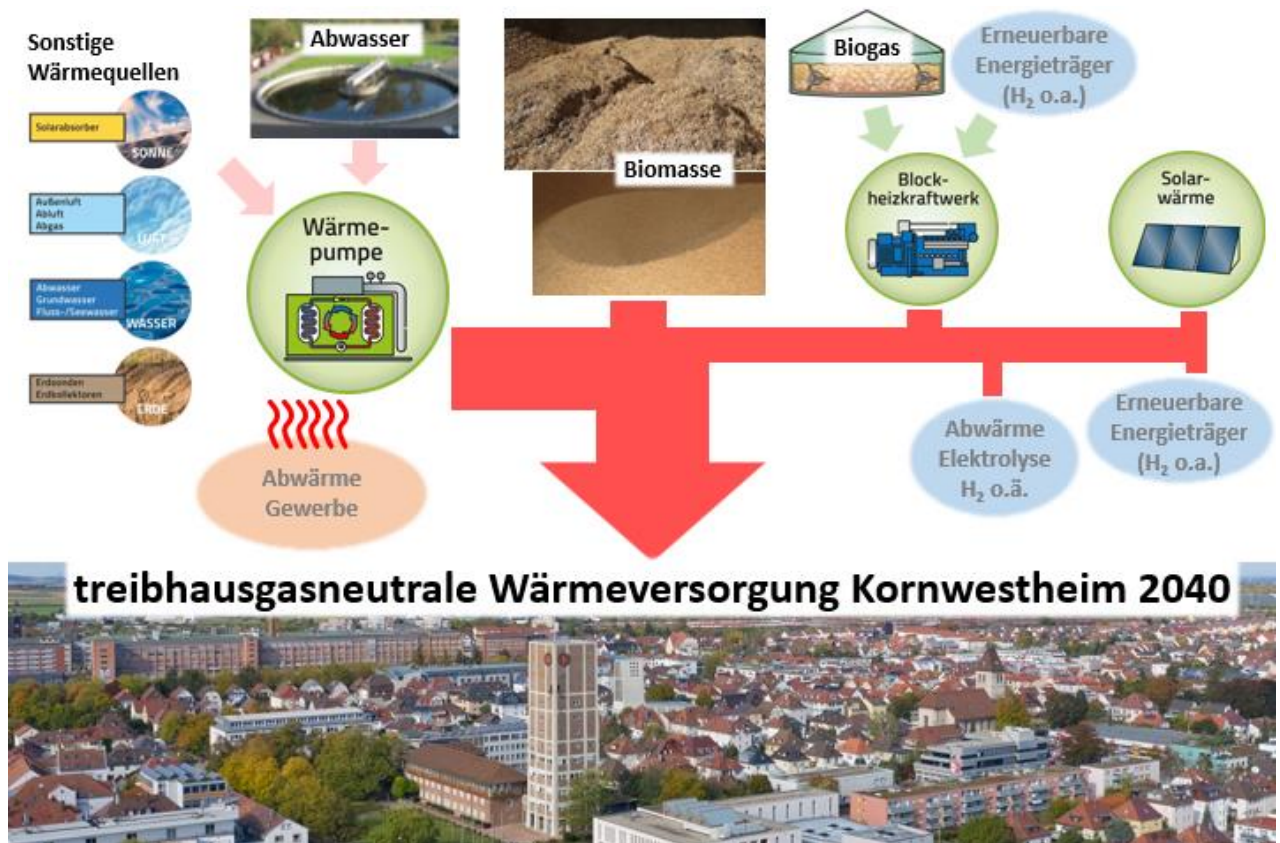 Sonstige
Wärmequellen
Solarabsorber
SONNE
Außenluft
Abluft
Abgas
LUFT
Abwasser
Grundwasser
Fluss-/Seewasser
WASSER
Erdsonden
Erdkollektoren
ERDE
Abwasser
Wärme-
pumpe
Abwärme
Gewerbe
Biomasse
Biogas
Erneuerbare
Energieträger
(H₂ o.a.)
Block-
heizkraftwerk
Solar-
wärme
Abwärme
Elektrolyse
H₂ o.ä.
Erneuerbare
Energieträger
(H₂ o.a.)
treibhausgasneutrale Wärmeversorgung Kornwestheim 2040